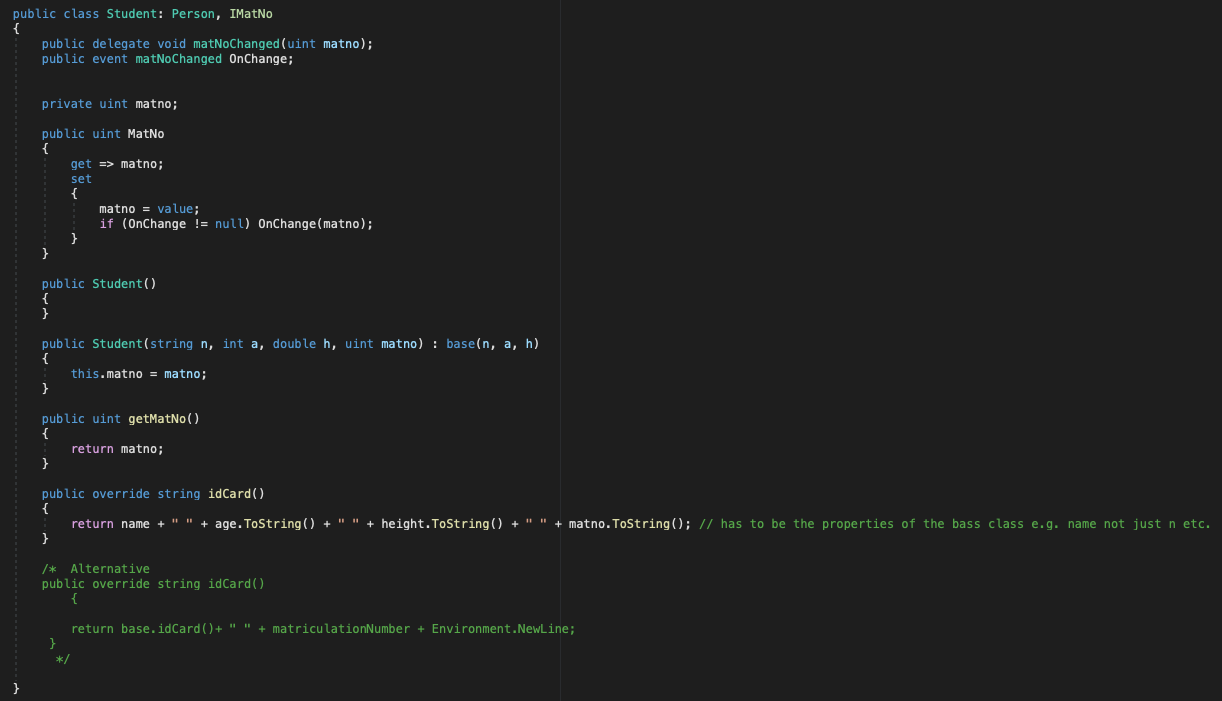 public class Student: Person, IMatNo
{
    public delegate void matNoChanged(uint matno);
    public event matNoChanged OnChange;
    private uint matno;
    public uint MatNo
    {
        get => matno;
        set
        {
            matno = value;
            if (OnChange != null) OnChange(matno);
        }
    }
    public Student()
    {
    }
    public Student(string n, int a, double h, uint matno) : base(n, a, h)
    {
        this.matno = matno;
    }
    public uint getMatNo()
    {
        return matno;
    }
    public override string idCard()
    {
        return name + " " + age.ToString() + " " + height.ToString() + " " + matno.ToString(); // has to be the properties of the bass class e.g. name not just n etc.
    }
    /*  Alternative
    public override string idCard()
        {
        return base.idCard()+ " " + matriculationNumber + Environment.NewLine;
     }
      */
}